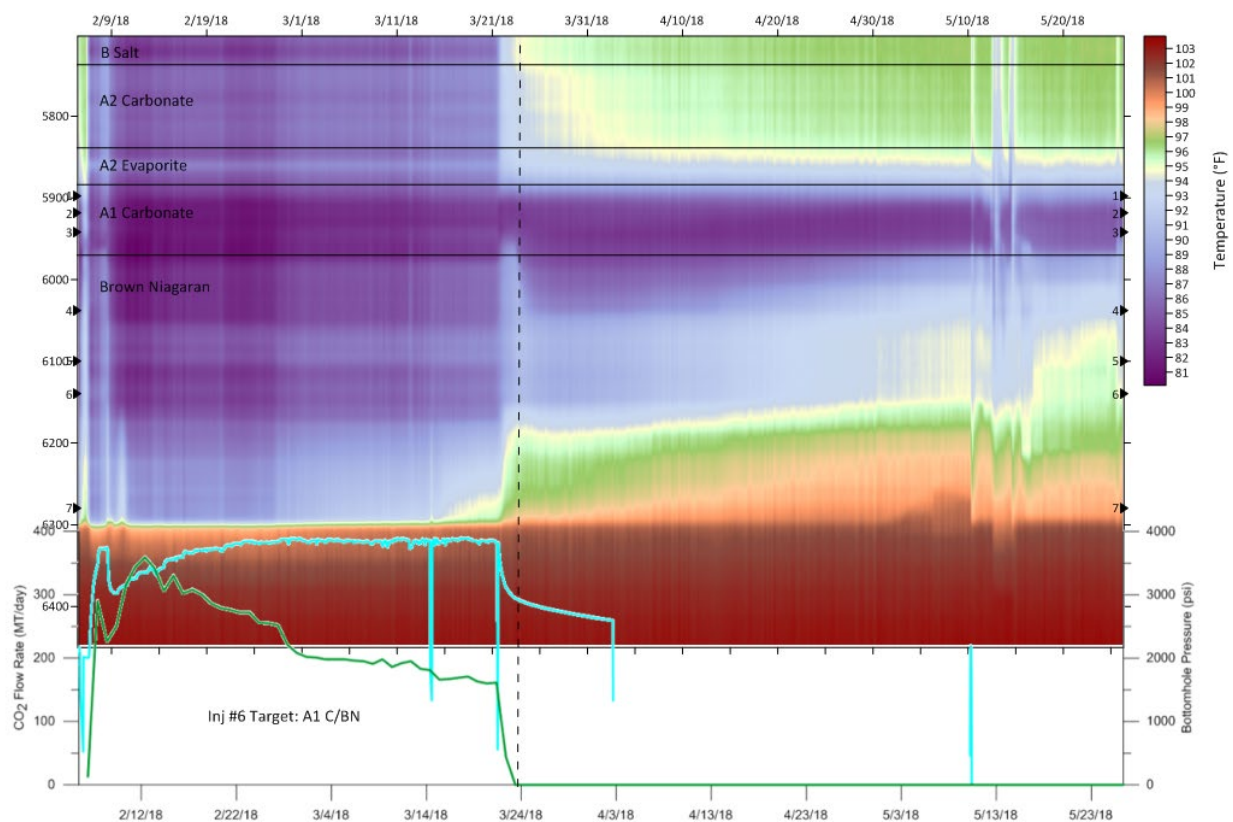 2/9/18 2/19/18 3/1/18 3/11/18 3/21/18 3/31/18 4/10/18 4/20/18 4/30/18 5/10/18 5/20/18
B Salt
A2 Carbonate
5800
A2 Evaporite
5900 1 1
A1 Carbonate
2 2
3 3
6000
Brown Niagaran
4 4
6100 5 5
6 6
6200
7 7
6300
400 4000
300 3000
6400
200 2000
100 1000
0 0
Inj #6 Target: A1 C/BN
CO2 Flow Rate (MT/day)
Bottomhole Pressure (psi)
2/12/18 2/22/18 3/4/18 3/14/18 3/24/18 4/3/18 4/13/18 4/23/18 5/3/18 5/13/18 5/23/18
103
102
101
100
99
98
97
96
95
94
93
92
91
90
89
88
87
86
85
84
83
82
81
Temperature (°F)